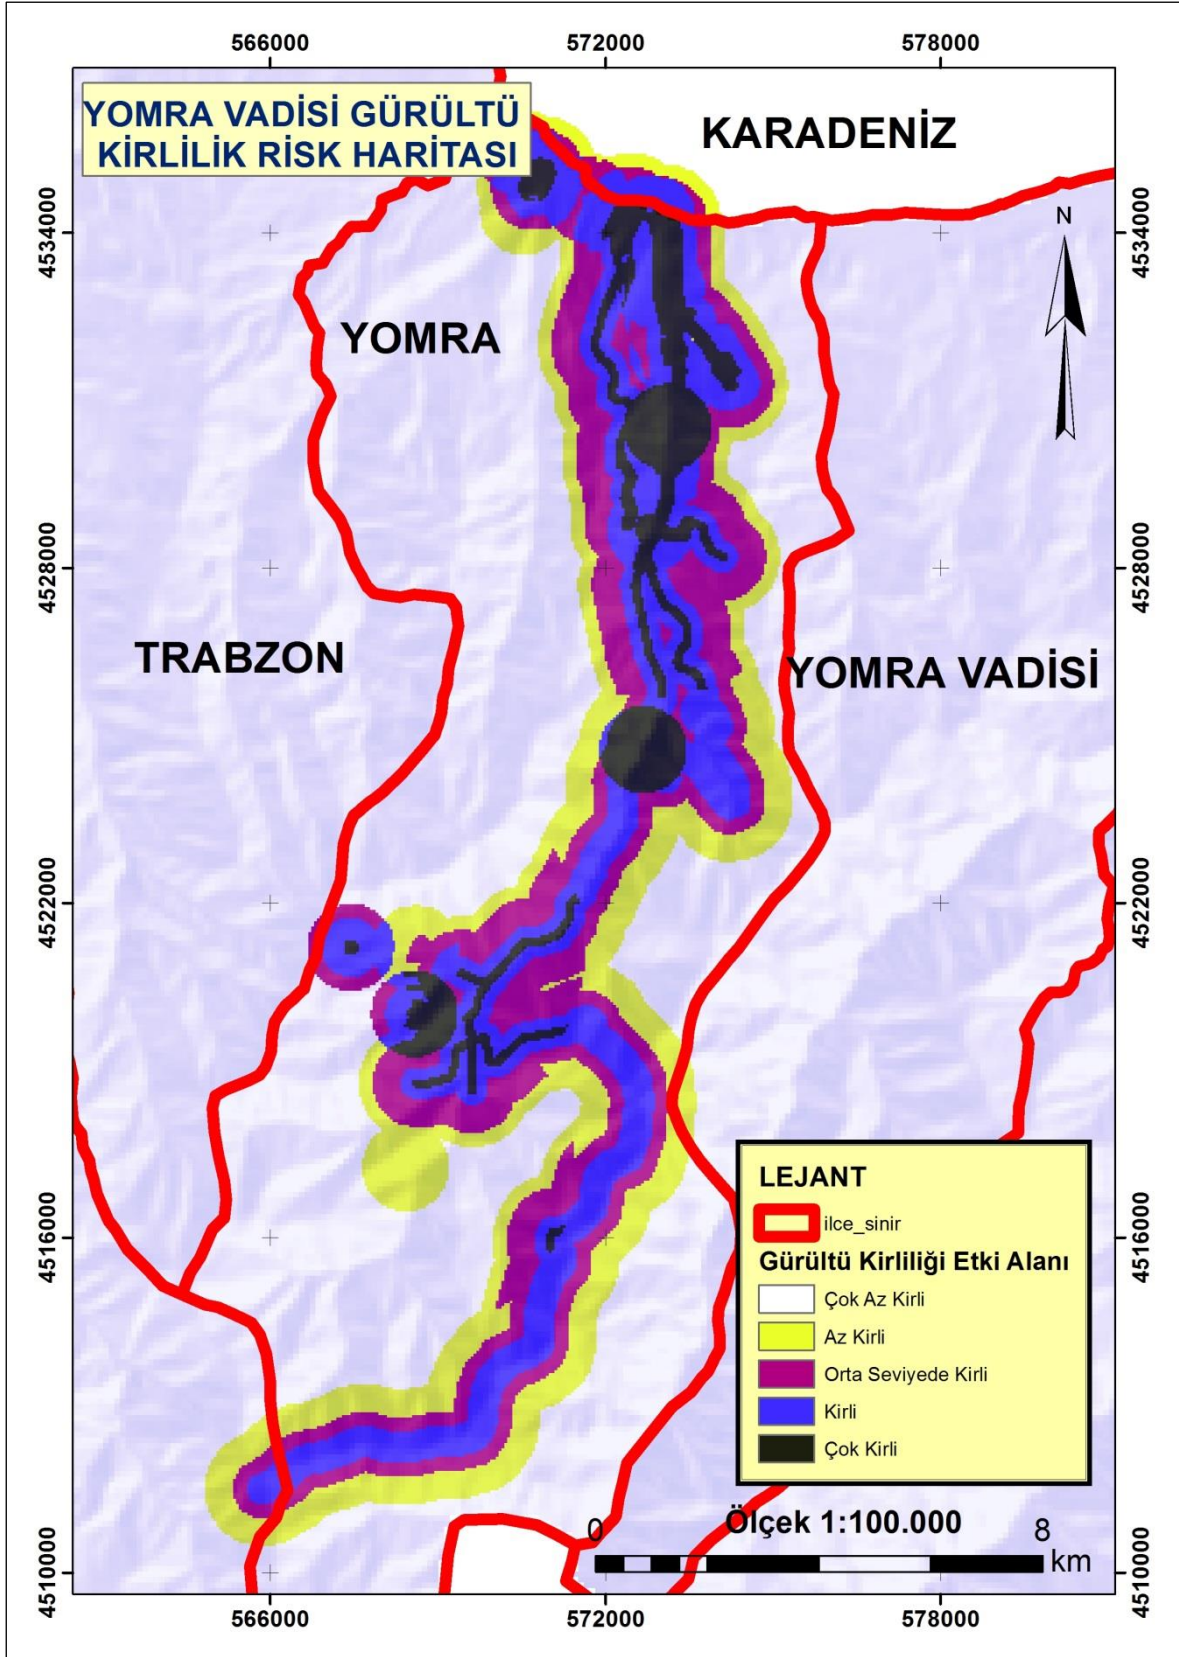 566000
572000
578000
YOMRA VADİSİ GÜRÜLTÜ
KİRLİLİK RİSK HARİTASI
KARADENİZ
4534000
4534000
N
YOMRA
4528000
4528000
TRABZON
YOMRA VADİSİ
4522000
4522000
4516000
4516000
LEJANT
ilce_sinir
Gürültü Kirliliği Etki Alanı
Çok Az Kirli
Az Kirli
Orta Seviyede Kirli
Kirli
Çok Kirli
Ölçek 1:100.000
0
8
km
4510000
4510000
566000
572000
578000